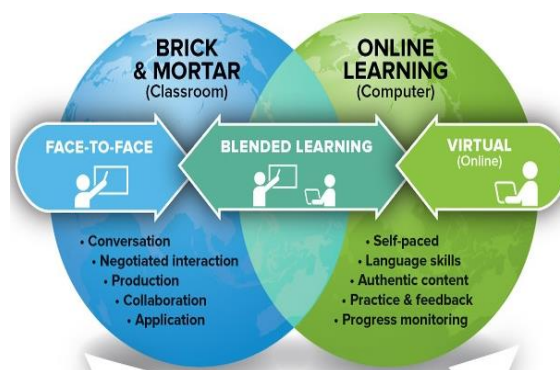 BRICK
& MORTAR
(Classroom)
ONLINE
LEARNING
(Computer)
FACE-TO-FACE
BLENDED LEARNING
VIRTUAL
(Online)
• Conversation
• Negotiated interaction
• Production
• Collaboration
• Application
• Self-paced
• Language skills
• Authentic content
• Practice & feedback
• Progress monitoring